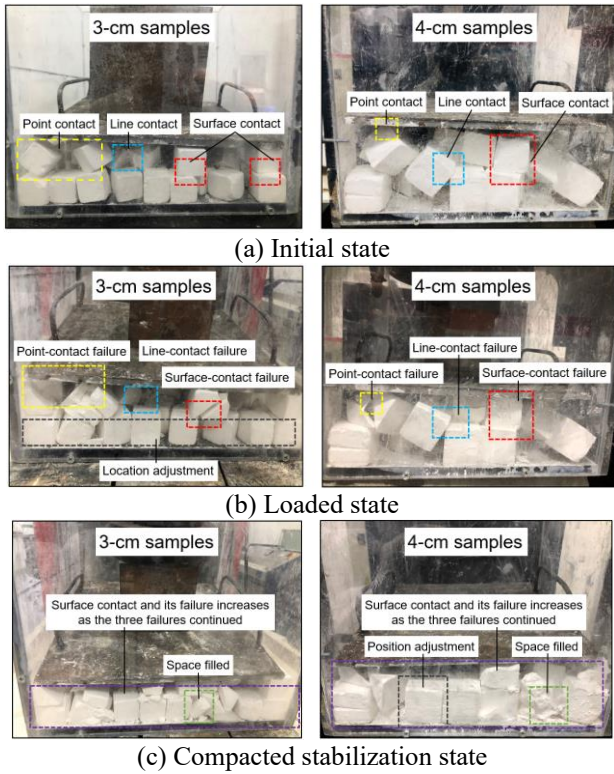 3-cm samples
4-cm samples
Point contact
Line contact
Surface contact
Point contact
Line contact
Surface contact
(a) Initial state
3-cm samples
4-cm samples
Point-contact failure
Line-contact failure
Surface-contact failure
Location adjustment
Line-contact failure
Point-contact failure
Surface-contact failure
(b) Loaded state
3-cm samples
4-cm samples
Surface contact and its failure increases
as the three failures continued
Space filled
Surface contact and its failure increases
as the three failures continued
Position adjustment
Space filled
(c) Compacted stabilization state